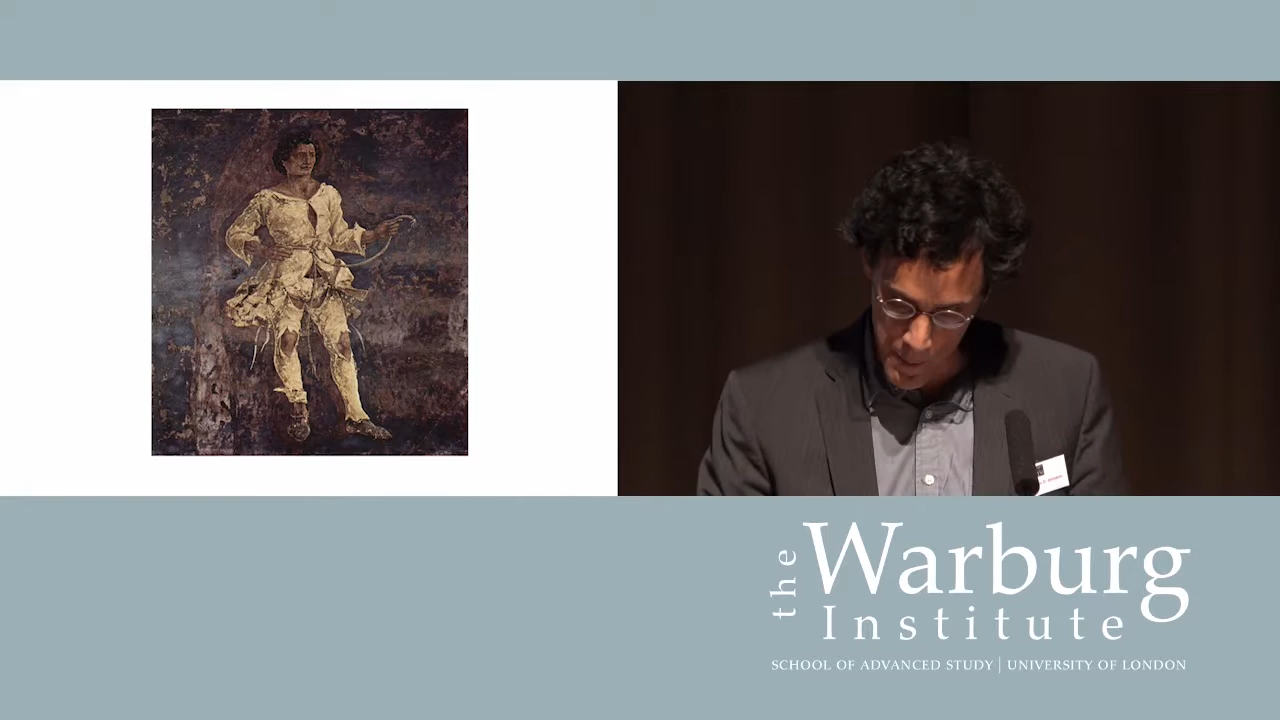 the
Warburg
Institute
SCHOOL OF ADVANCED STUDY | UNIVERSITY OF LONDON